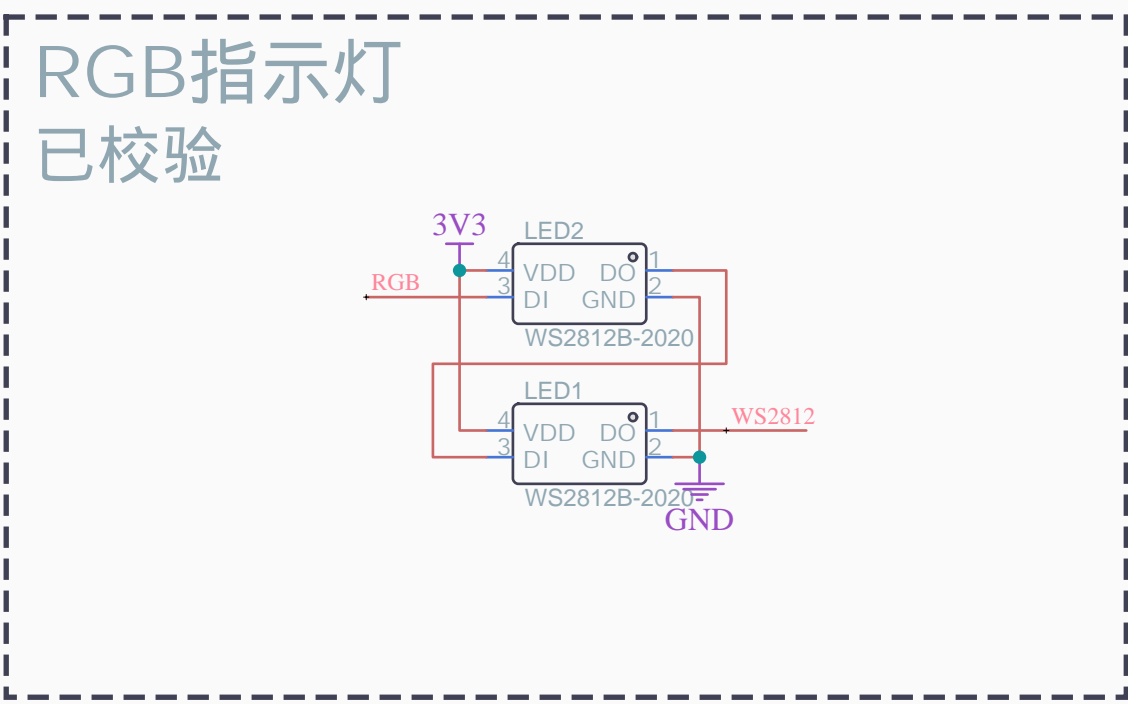 RGB指示灯
已校验
3V3
LED2
4 VDD DO 1
RGB
3 DI GND 2
WS2812B-2020
LED1
4 VDD DO 1
WS2812
3 DI GND 2
WS2812B-2020
GND